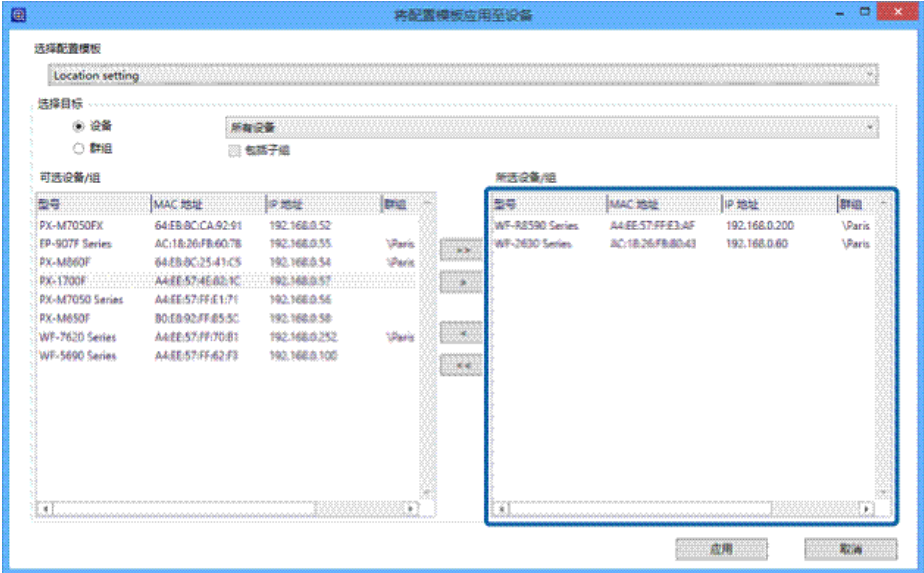 将配置模板应用至设备
选择配置模板
Location setting
选择目标
设备
所有设备
群组
包括子组
可选设备/组
所选设备/组
型号 MAC 地址 IP 地址 群组
PX-M7050FX 64:EB:8C:CA:92:91 192.168.0.52
EP-907F Series AC:18:26:FB:60:7B 192.168.0.55 \Paris
PX-M860F 64:EB:8C:25:41:C5 192.168.0.54 \Paris
PX-1700F A4:EE:57:4E:82:1C 192.168.0.57
PX-M7050 Series A4:EE:57:FF:E1:71 192.168.0.56
PX-M650F B0:E8:92:FF:85:5C 192.168.0.58
WF-7620 Series A4:EE:57:FF:70:B1 192.168.0.252 \Paris
WF-5690 Series A4:EE:57:FF:62:F3 192.168.0.100
>>
>
<
<<
型号 MAC 地址 IP 地址 群组
WF-R8590 Series A4:EE:57:FF:E3:AF 192.168.0.200 \Paris
WF-2630 Series AC:18:26:FB:80:43 192.168.0.60 \Paris
应用
取消